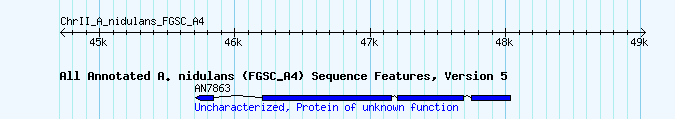 ChrII_A_nidulans_FGSC_A4
45k 46k 47k 48k 49k
All Annotated A. nidulans (FGSC_A4) Sequence Features, Version 5
AN7863
Uncharacterized, Protein of unknown function